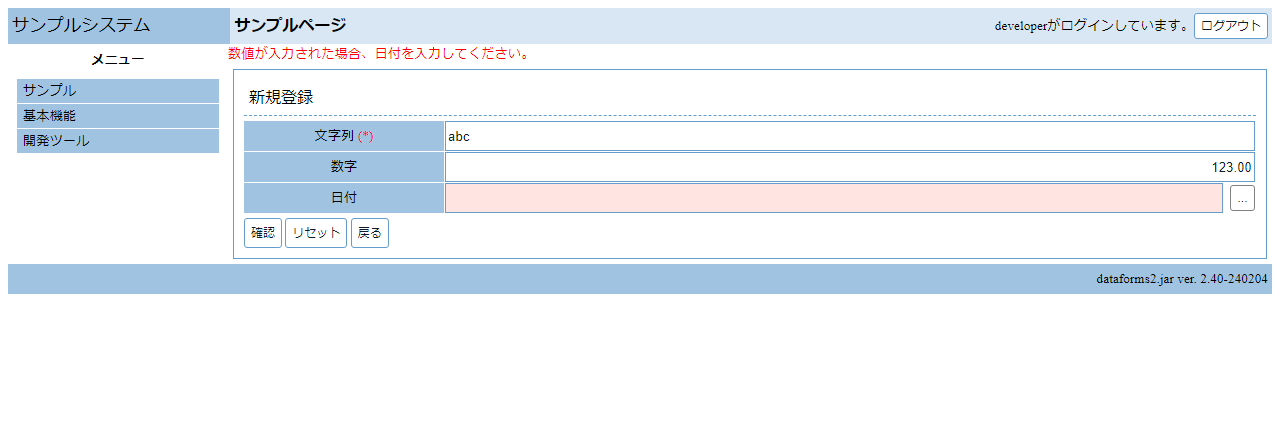 サンプルシステム
サンプルページ
developerがログインしています。 ログアウト
メニュー
数値が入力された場合、日付を入力してください。
サンプル
基本機能
開発ツール
新規登録
文字列 (*) abc
数字 123.00
日付 ...
確認 リセット 戻る
dataforms2.jar ver. 2.40-240204